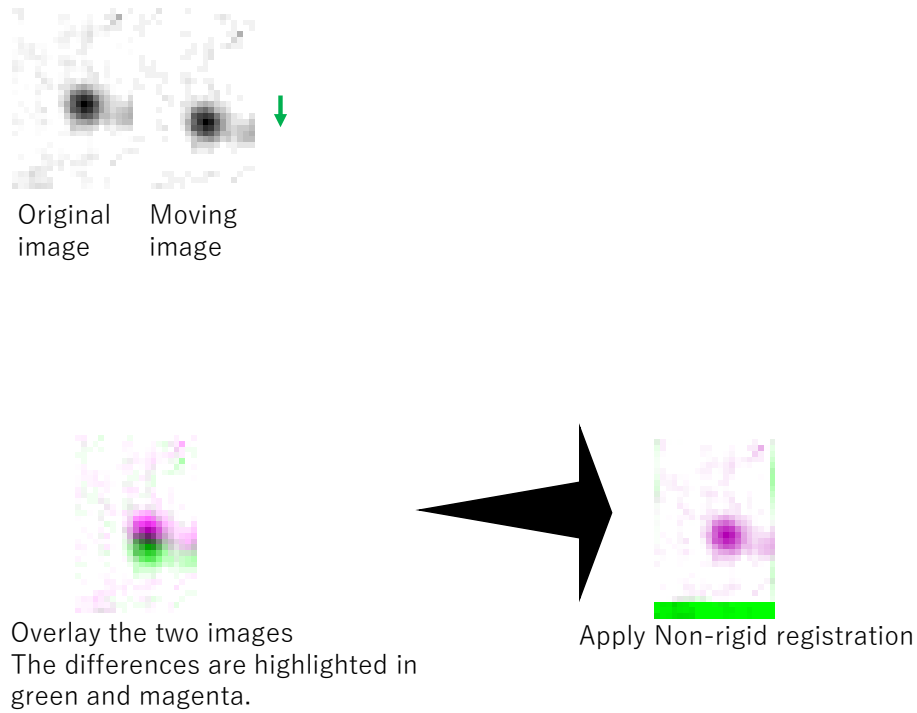 Original
image
Moving
image
Overlay the two images
The differences are highlighted in
green and magenta.
Apply Non-rigid registration